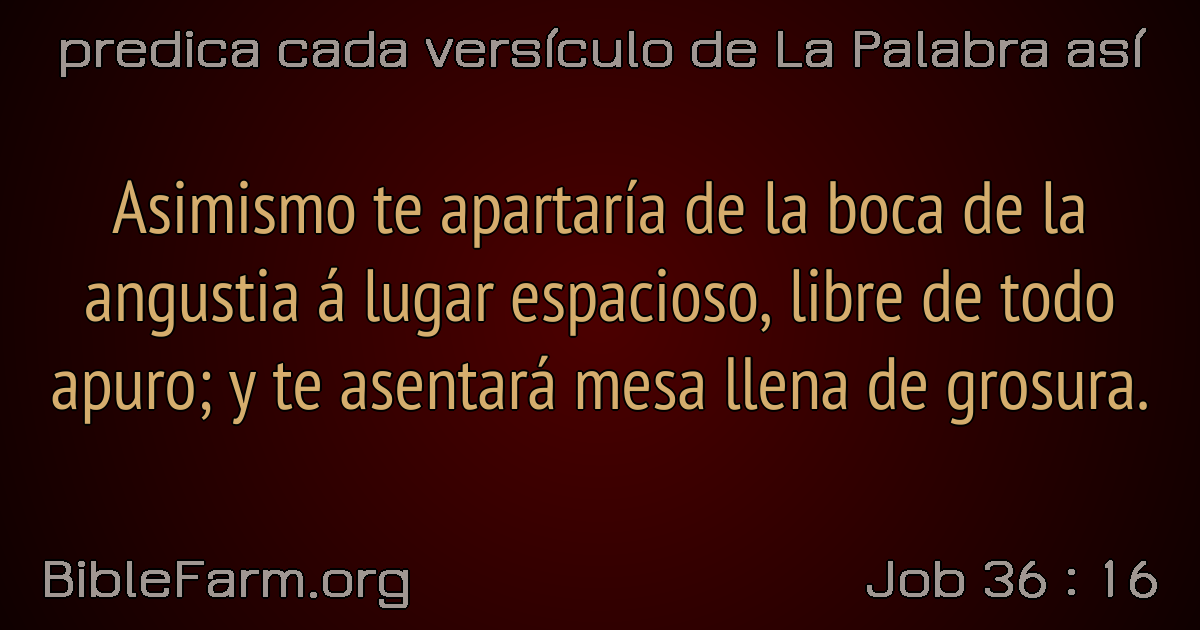 predica cada versículo de La Palabra así
Asimismo te apartaría de la boca de la
angustia á lugar espacioso, libre de todo
apuro; y te asentará mesa llena de grosura.
BibleFarm.org
Job 36 : 16